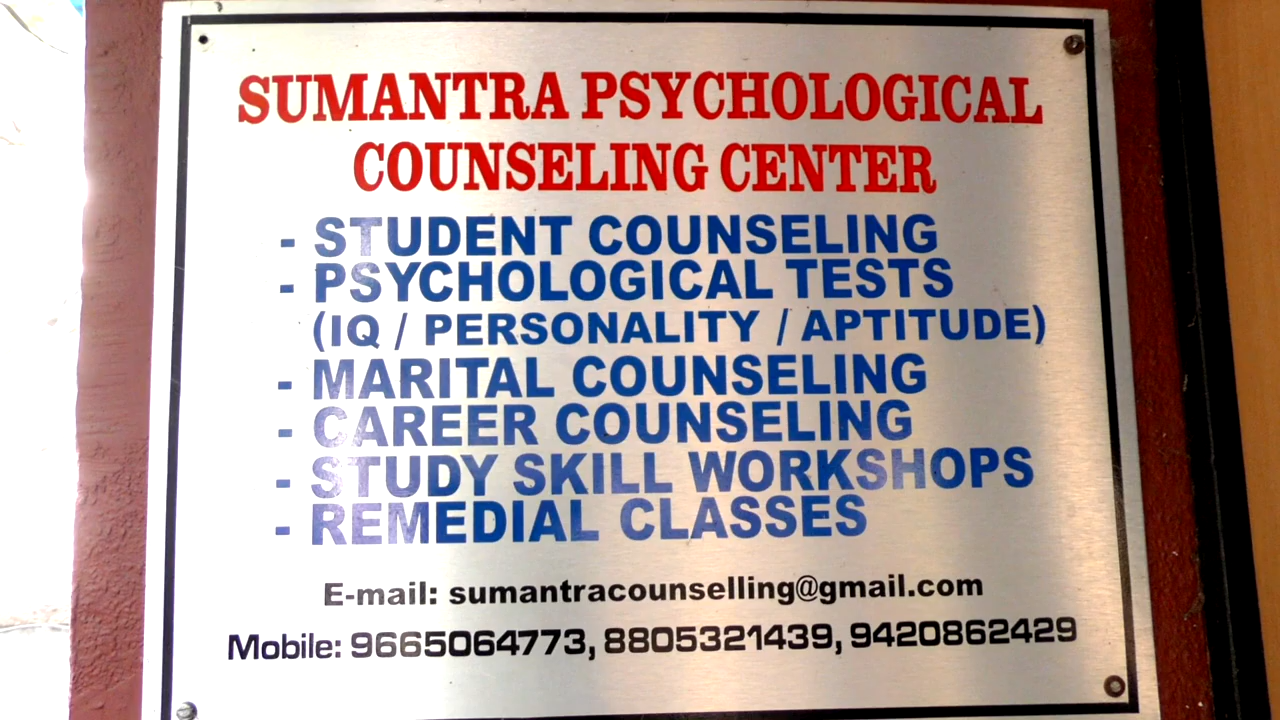 SUMANTRA PSYCHOLOGICAL
COUNSELING CENTER
- STUDENT COUNSELING
- PSYCHOLOGICAL TESTS
(IQ / PERSONALITY / APTITUDE)
- MARITAL COUNSELING
- CAREER COUNSELING
- STUDY SKILL WORKSHOPS
- REMEDIAL CLASSES
E-mail: sumantracounselling@gmail.com
Mobile: 9665064773, 8805321439, 9420862429